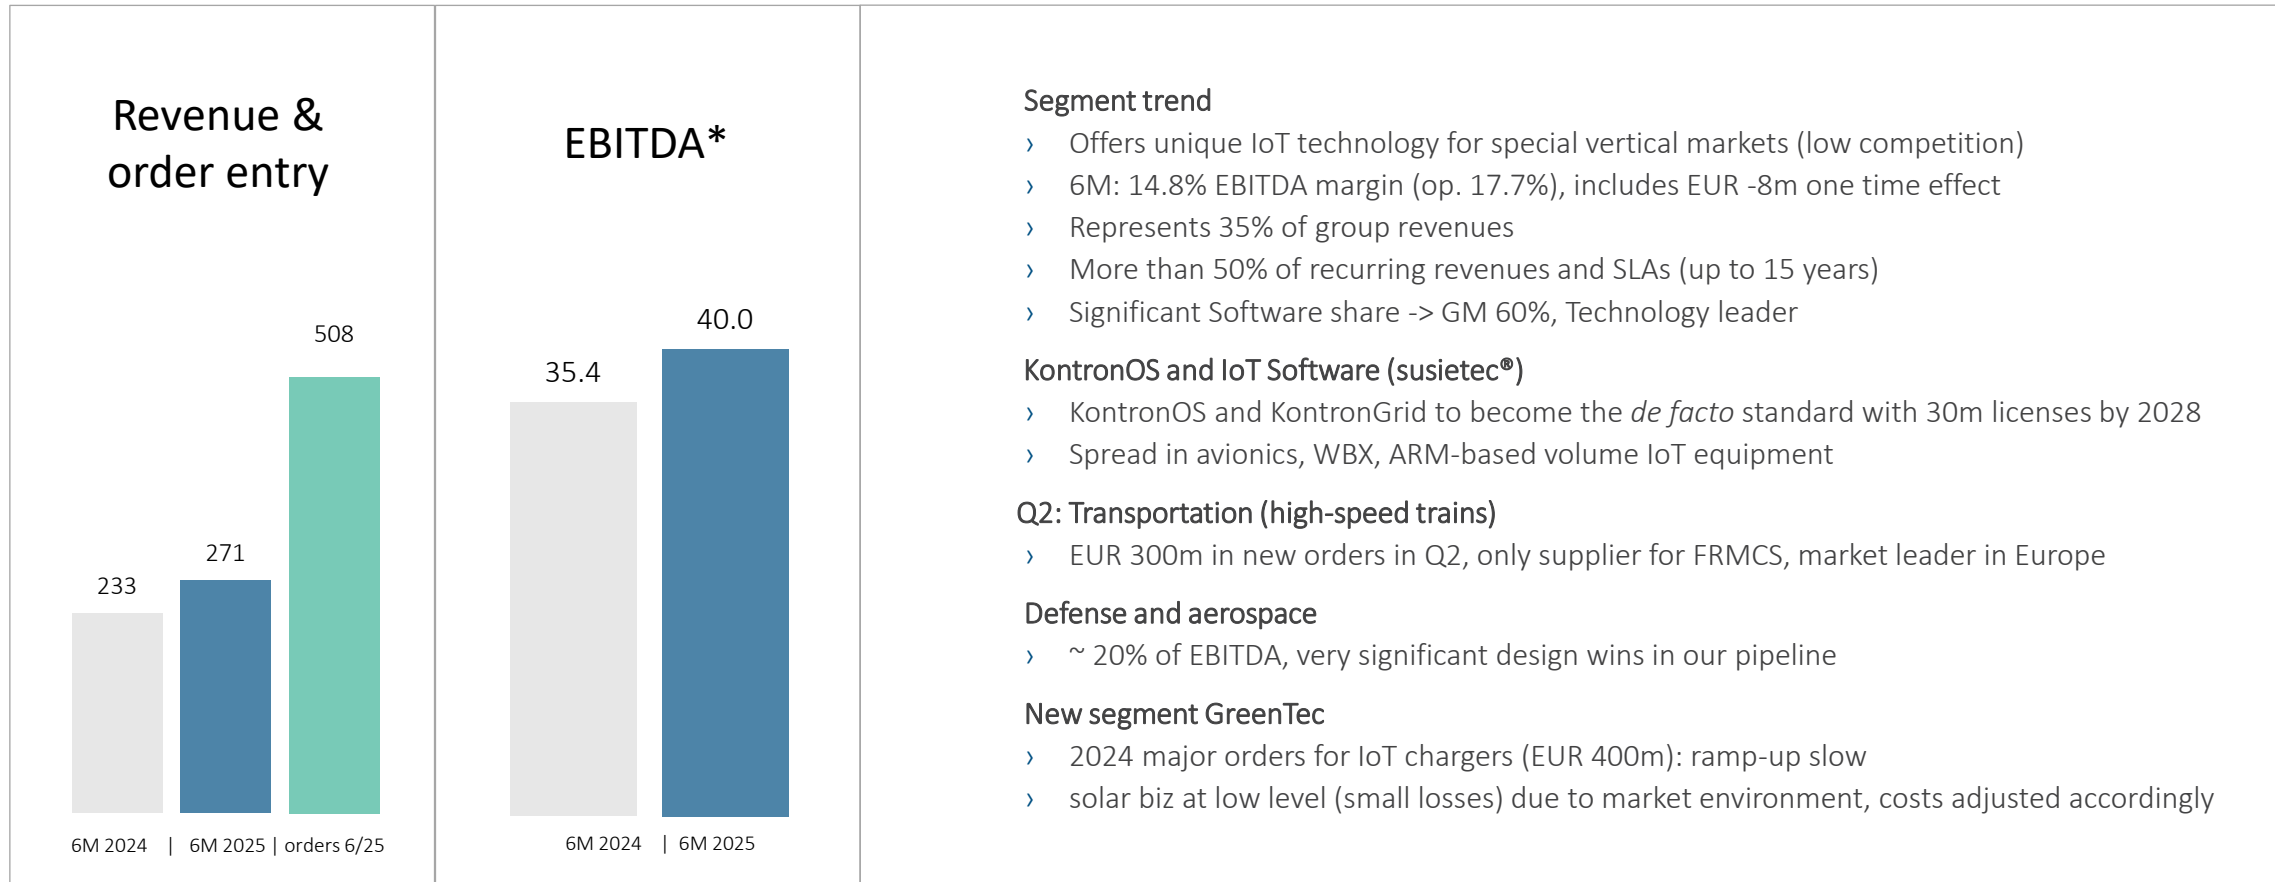 Revenue &
order entry
508
271
233
6M 2024 | 6M 2025 | orders 6/25
EBITDA*
40.0
35.4
6M 2024 | 6M 2025
Segment trend
› Offers unique IoT technology for special vertical markets (low competition)
› 6M: 14.8% EBITDA margin (op. 17.7%), includes EUR -8m one time effect
› Represents 35% of group revenues
› More than 50% of recurring revenues and SLAs (up to 15 years)
› Significant Software share -> GM 60%, Technology leader
KontronOS and IoT Software (susietec®)
› KontronOS and KontronGrid to become the de facto standard with 30m licenses by 2028
› Spread in avionics, WBX, ARM-based volume IoT equipment
Q2: Transportation (high-speed trains)
› EUR 300m in new orders in Q2, only supplier for FRMCS, market leader in Europe
Defense and aerospace
› ~ 20% of EBITDA, very significant design wins in our pipeline
New segment GreenTec
› 2024 major orders for IoT chargers (EUR 400m): ramp-up slow
› solar biz at low level (small losses) due to market environment, costs adjusted accordingly